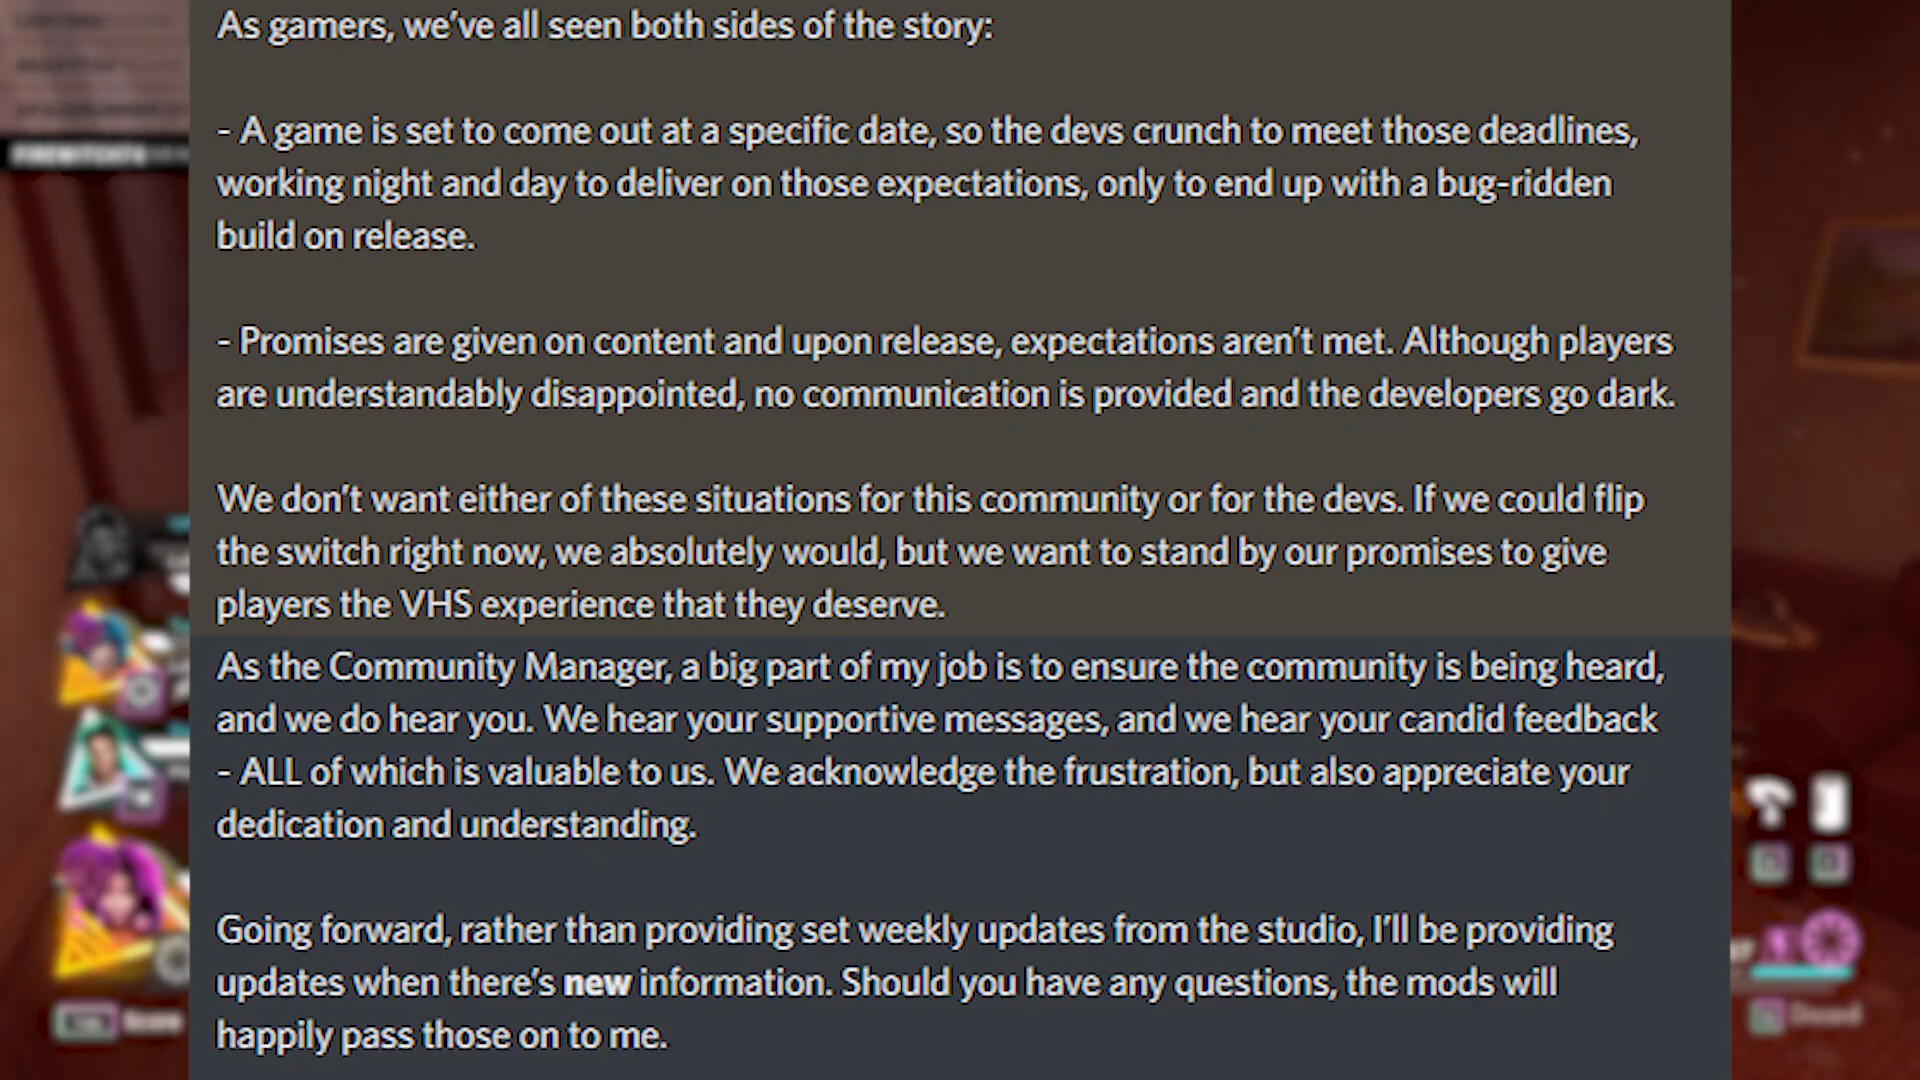 As gamers, we've all seen both sides of the story:
- A game is set to come out at a specific date, so the devs crunch to meet those deadlines,
working night and day to deliver on those expectations, only to end up with a bug-ridden
build on release.
- Promises are given on content and upon release, expectations aren't met. Although players
are understandably disappointed, no communication is provided and the developers go dark.
We don't want either of these situations for this community or for the devs. If we could flip
the switch right now, we absolutely would, but we want to stand by our promises to give
players the VHS experience that they deserve.
As the Community Manager, a big part of my job is to ensure the community is being heard,
and we do hear you. We hear your supportive messages, and we hear your candid feedback
- ALL of which is valuable to us. We acknowledge the frustration, but also appreciate your
dedication and understanding.
Going forward, rather than providing set weekly updates from the studio, I'll be providing
updates when there's new information. Should you have any questions, the mods will
happily pass those on to me.